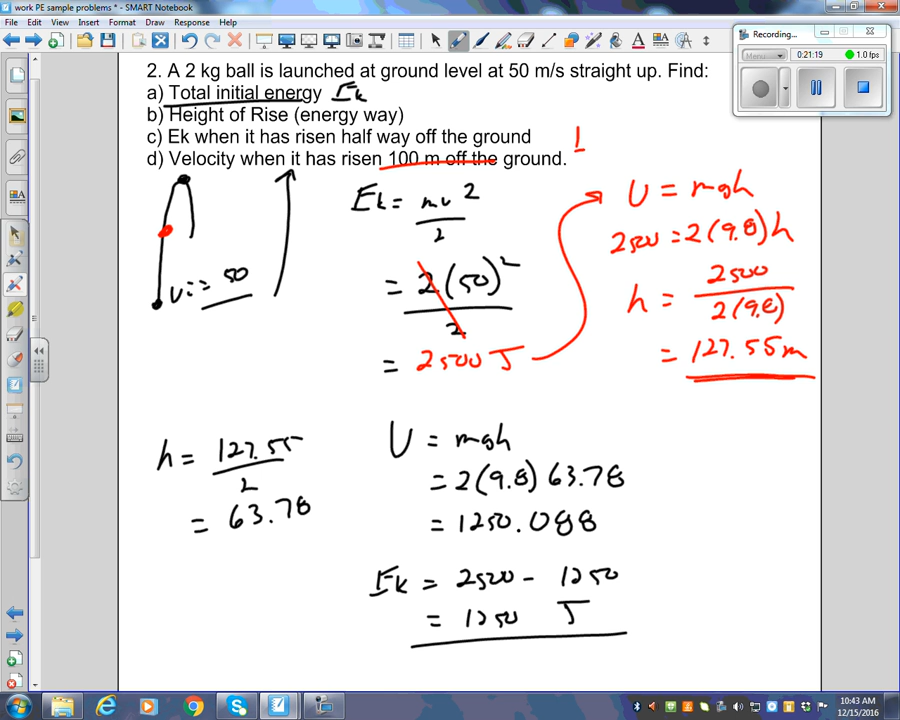 work PE sample problems * - SMART Notebook
File Edit View Insert Format Draw Response Help
Recording...
Menu
0:21:19
1.0 fps
2. A 2 kg ball is launched at ground level at 50 m/s straight up. Find:
a) Total initial energy Ek
b) Height of Rise (energy way)
c) Ek when it has risen half way off the ground
d) Velocity when it has risen 100 m off the ground.
Vi = 50
Ek = mv²/2
= 2(50)²/2
= 2500 J
U = mgh
2500 = 2(9.8)h
h = 2500/2(9.8)
= 127.55m
h = 127.55/2
= 63.78
U = mgh
= 2(9.8) 63.78
= 1250.088
Ek = 2500 - 1250
= 1250 J
10:43 AM
12/15/2016